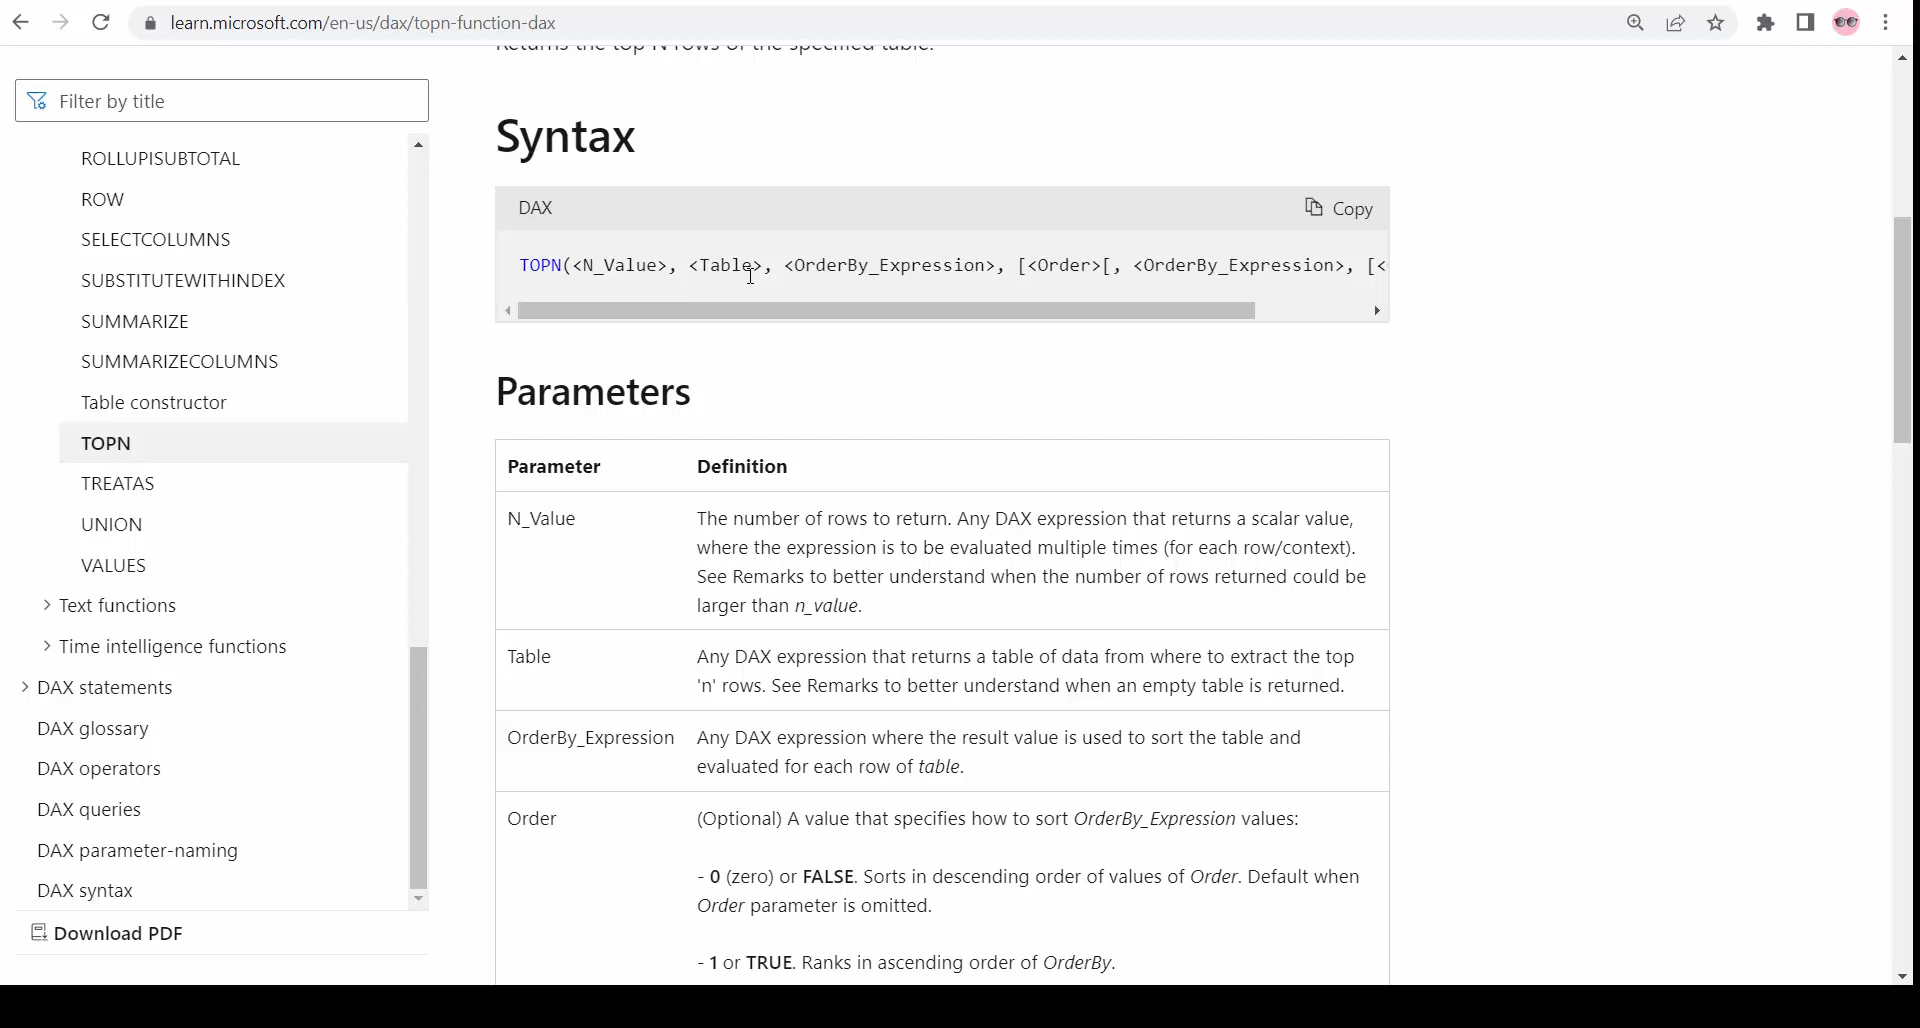 learn.microsoft.com/en-us/dax/topn-function-dax
Returns the top N rows of the specified table.
Filter by title
ROLLUPISUBTOTAL
ROW
SELECTCOLUMNS
SUBSTITUTEWITHINDEX
SUMMARIZE
SUMMARIZECOLUMNS
Table constructor
TOPN
TREATAS
UNION
VALUES
Text functions
Time intelligence functions
DAX statements
DAX glossary
DAX operators
DAX queries
DAX parameter-naming
DAX syntax
Download PDF
Syntax
DAX
Copy
TOPN(<N_Value>, <Table>, <OrderBy_Expression>, [<Order>[, <OrderBy_Expression>, [<
Parameters
Parameter Definition
N_Value The number of rows to return. Any DAX expression that returns a scalar value,
where the expression is to be evaluated multiple times (for each row/context).
See Remarks to better understand when the number of rows returned could be
larger than n_value.
Table Any DAX expression that returns a table of data from where to extract the top
'n' rows. See Remarks to better understand when an empty table is returned.
OrderBy_Expression Any DAX expression where the result value is used to sort the table and
evaluated for each row of table.
Order (Optional) A value that specifies how to sort OrderBy_Expression values:
- 0 (zero) or FALSE. Sorts in descending order of values of Order. Default when
Order parameter is omitted.
- 1 or TRUE. Ranks in ascending order of OrderBy.